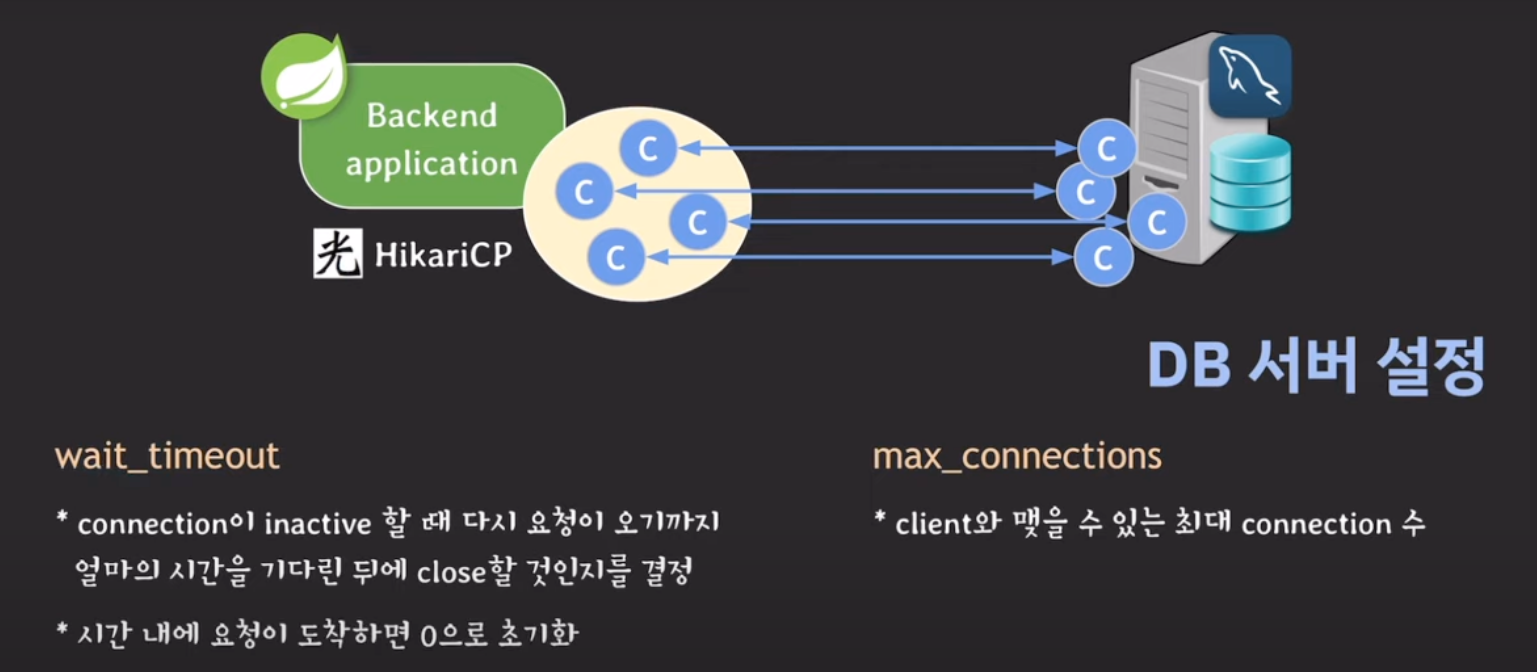 Backend
application
光 HikariCP
C
C
C
C
C
C
C
C
DB 서버 설정
wait_timeout
* connection이 inactive 할 때 다시 요청이 오기까지
얼마의 시간을 기다린 뒤에 close할 것인지를 결정
* 시간 내에 요청이 도착하면 0으로 초기화
max_connections
* client와 맺을 수 있는 최대 connection 수